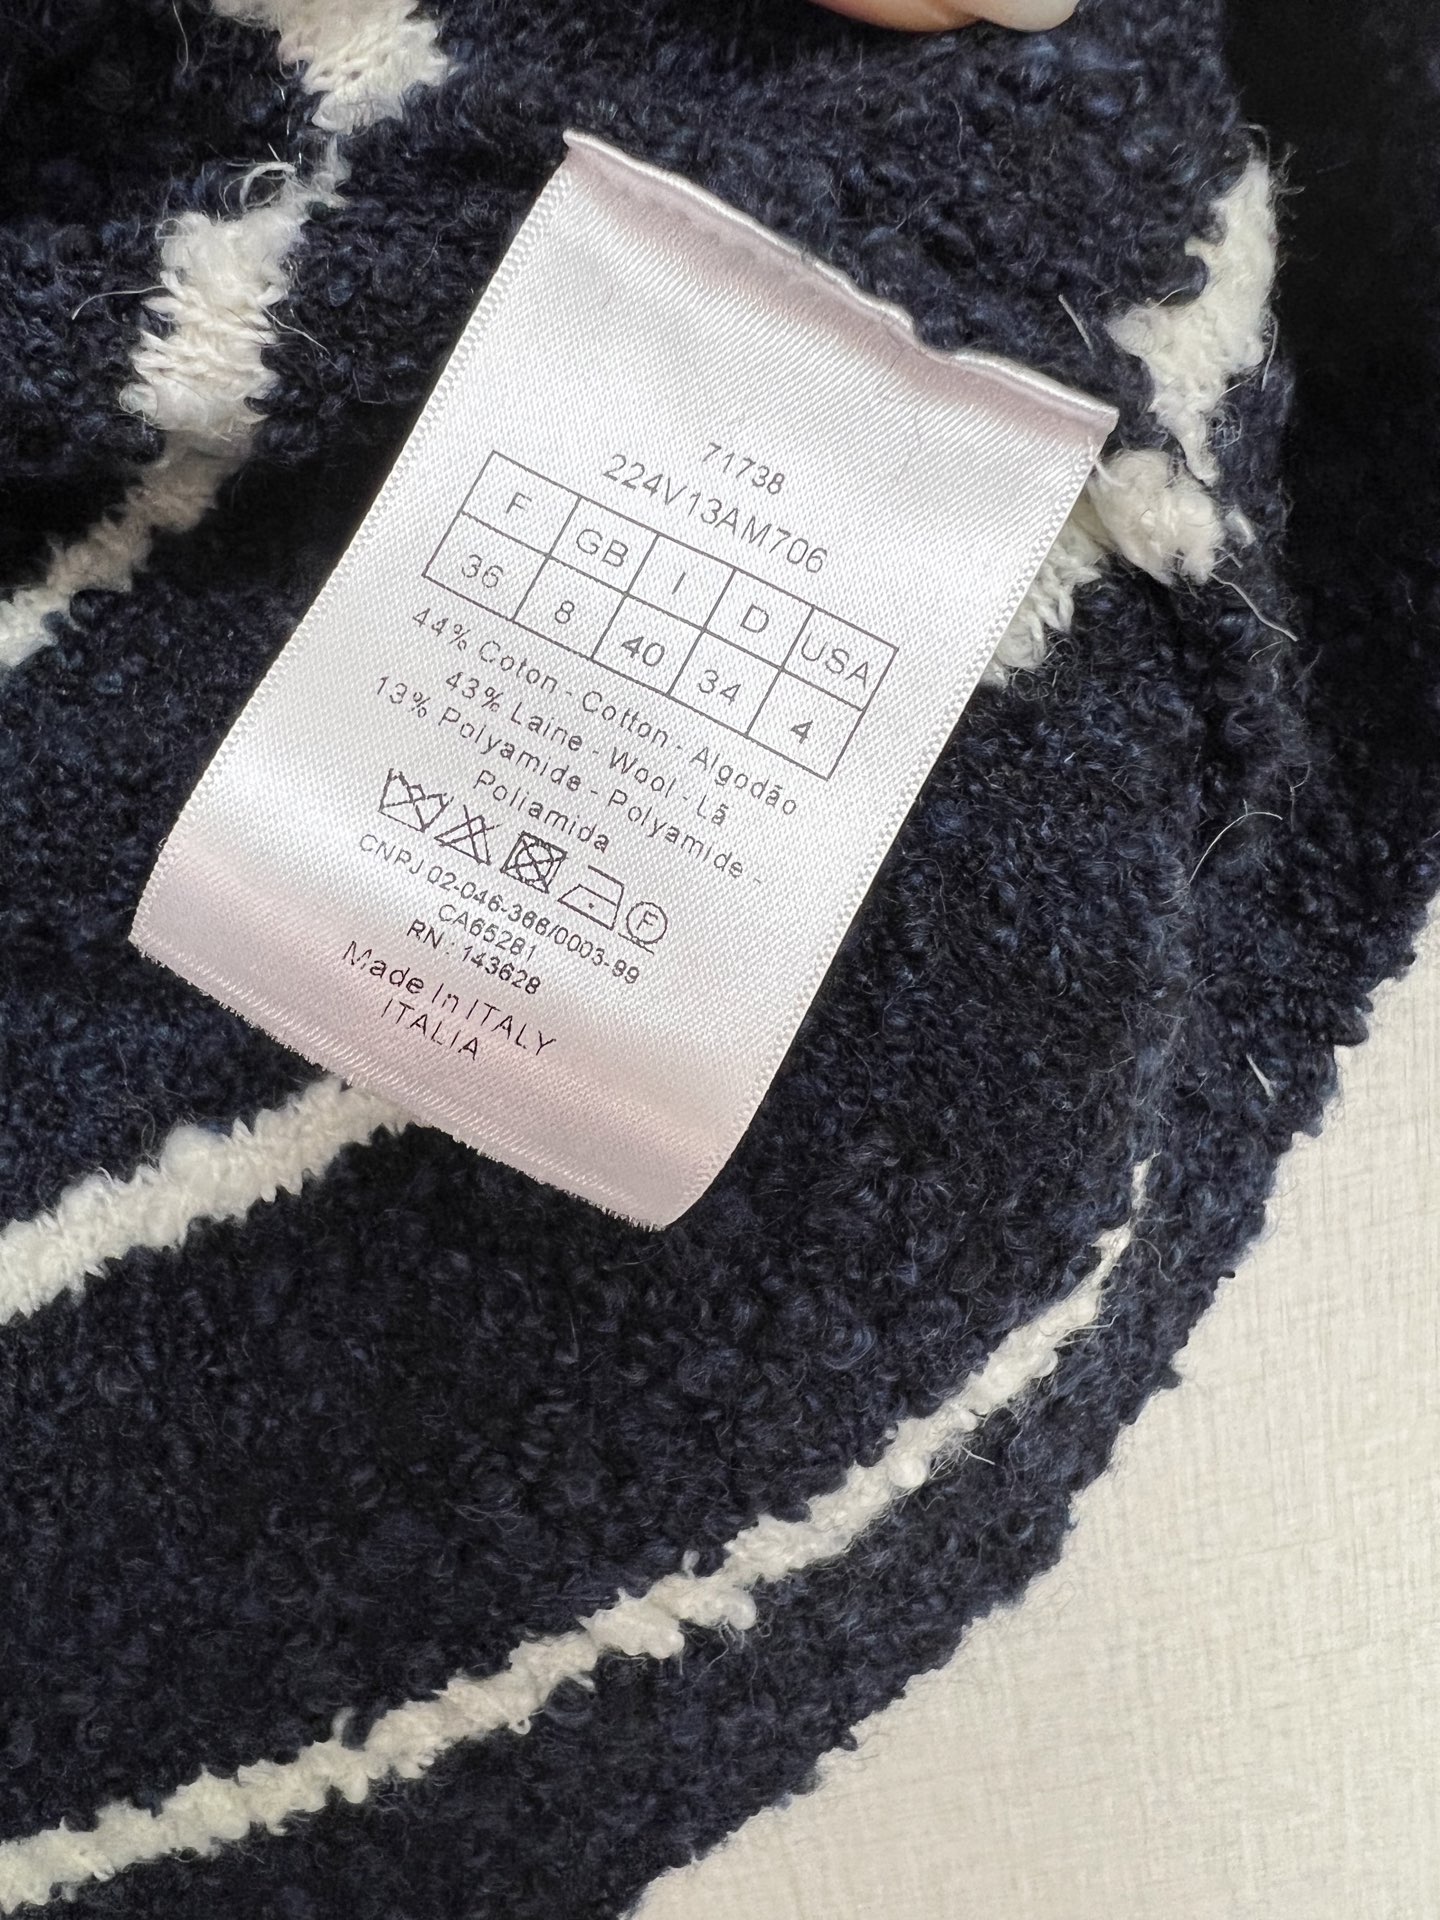 71738
224V13AM706
F GB I D USA
36 8 40 34 4
44% Coton - Cotton - Algodão
43% Laine - Wool - Lã
13% Polyamide - Polyamide -
Poliamida
F
CNPJ 02-046-366/0003-99
CA65281
RN : 143628
Made In ITALY
ITALIA